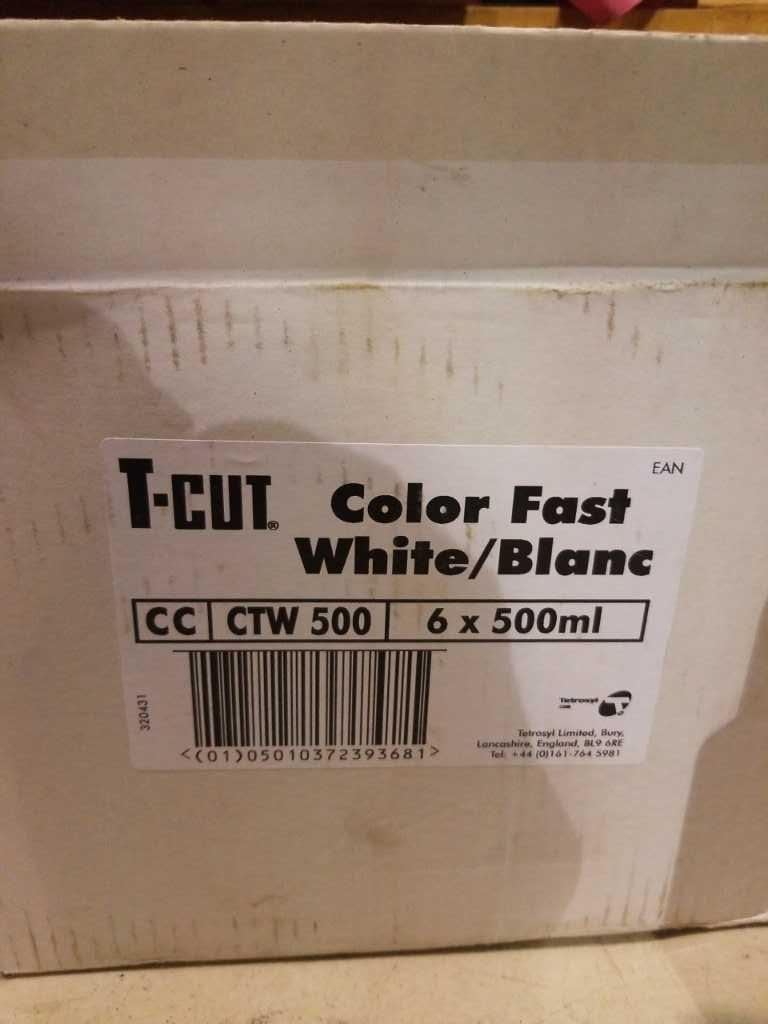 EAN
T-CUT® Color Fast
White/Blanc
CC CTW 500 6 x 500ml
320431
<(01)05010372393681>
Tetrosyl
Tetrosyl Limited, Bury,
Lancashire, England, BL9 6RE
Tel: +44 (0)161-764 5981